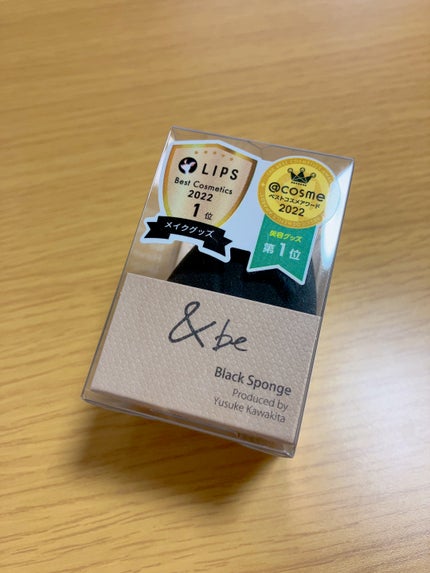 LIPS
Best Cosmetics
2022
1位
メイクグッズ
@cosme
ベストコスメアワード
2022
美容グッズ
第1位
&be
Black Sponge
Produced by
Yusuke Kawakita